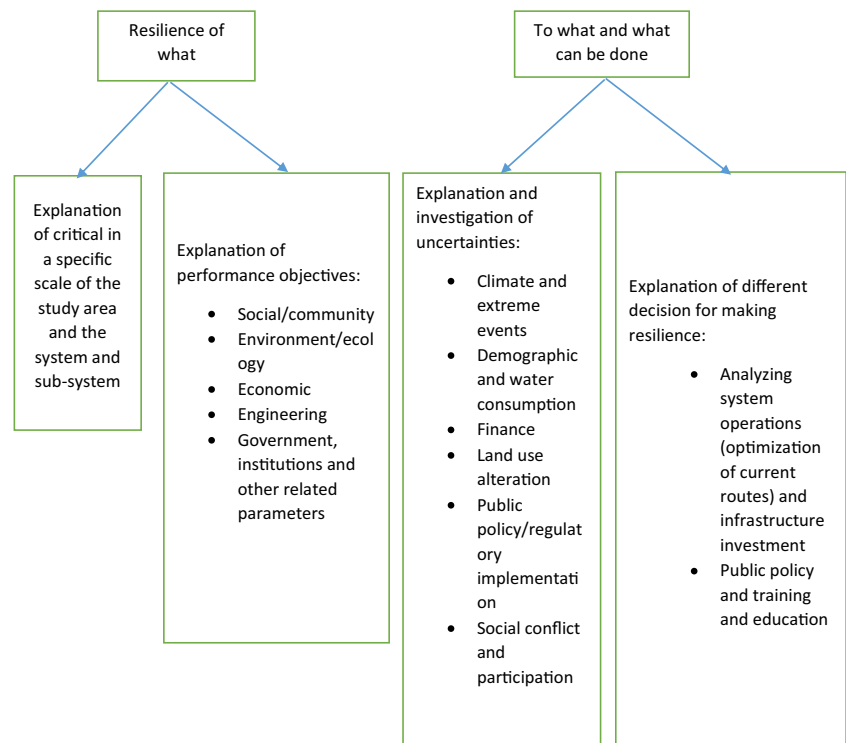 Resilience of
what
To what and what
can be done
Explanation
of critical in
a specific
scale of the
study area
and the
system and
sub-system
Explanation of
performance objectives:
• Social/community
• Environment/ecol
ogy
• Economic
• Engineering
• Government,
institutions and
other related
parameters
Explanation and
investigation of
uncertainties:
• Climate and
extreme
events
• Demographic
and water
consumption
• Finance
• Land use
alteration
• Public
policy/regulat
ory
implementati
on
• Social conflict
and
participation
Explanation of different
decision for making
resilience:
• Analyzing
system
operations
(optimization
of current
routes) and
infrastructure
investment
• Public policy
and training
and education